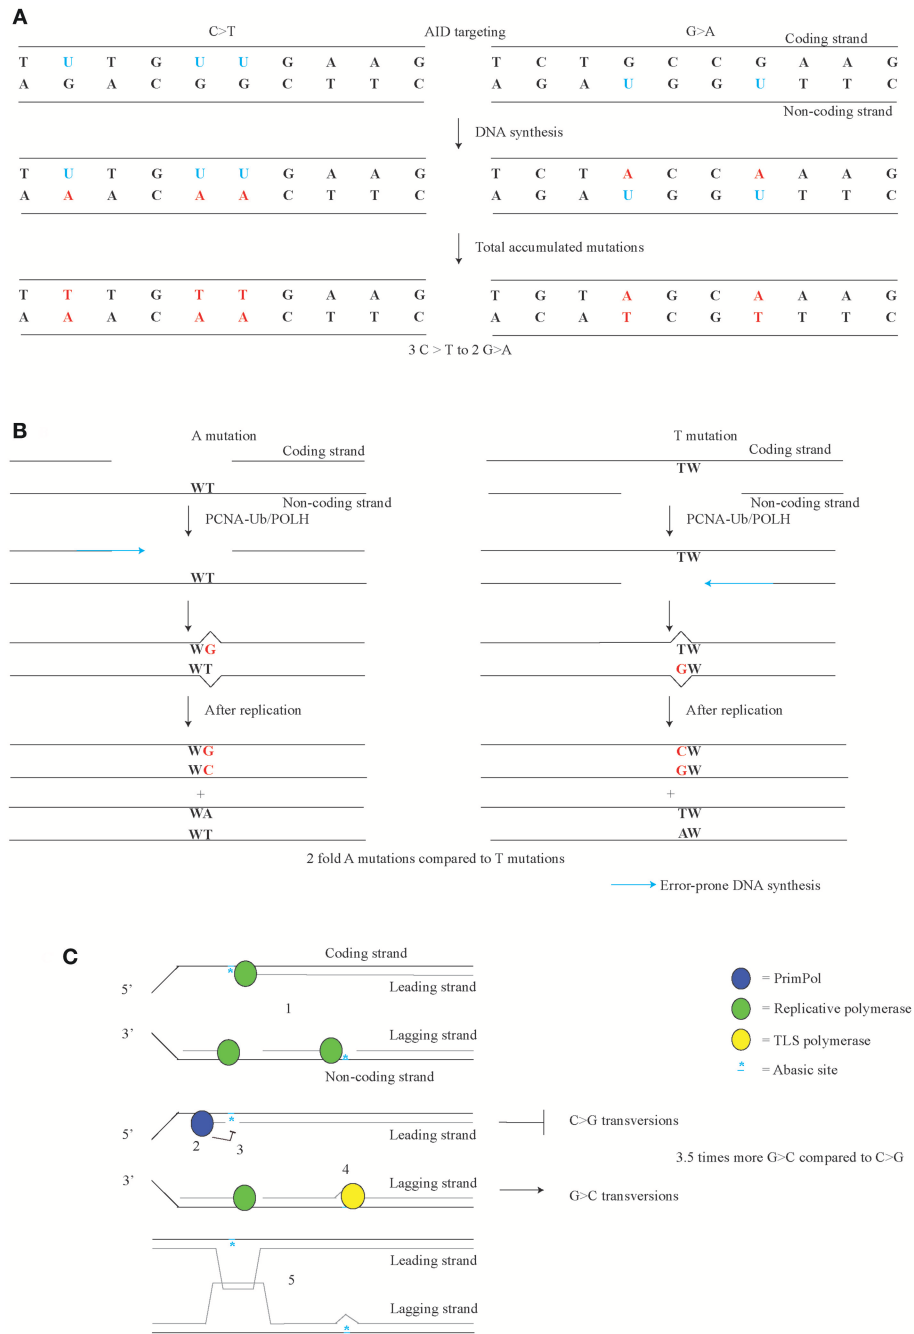 A
C>T AID targeting G>A
Coding strand
T U T G U U G A A G T C T G C C G A A G
A G A C G G C T T C A G A U G G U T T C
Non-coding strand
DNA synthesis
T U T G U U G A A G T C T A C C A A A G
A A A C A A C T T C A G A U G G U T T C
Total accumulated mutations
T T T G T T G A A G T G T A G C A A A G
A A A C A A C T T C A C A T C G T T T C
3 C > T to 2 G>A
B
A mutation T mutation
Coding strand Coding strand
TW
WT
Non-coding strand Non-coding strand
PCNA-Ub/POLH PCNA-Ub/POLH
TW
WT
WG TW
WT GW
After replication After replication
WG CW
WC GW
+ +
WA TW
WT AW
2 fold A mutations compared to T mutations
Error-prone DNA synthesis
C
Coding strand
*
5’ Leading strand
1
3’ Lagging strand
*
Non-coding strand
= PrimPol
= Replicative polymerase
= TLS polymerase
* = Abasic site
*
5’ Leading strand
2 3
C>G transversions
3.5 times more G>C compared to C>G
4
3’ Lagging strand
G>C transversions
*
Leading strand
5
Lagging strand
*